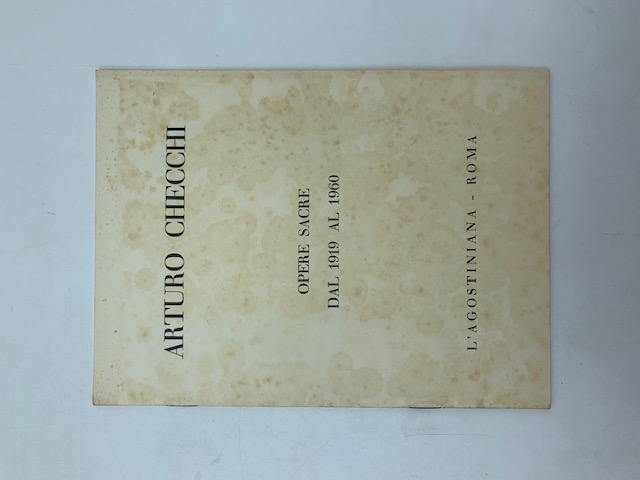 ARTURO CHECCHI
OPERE SACRE
DAL 1919 AL 1960
L'AGOSTINIANA - ROMA